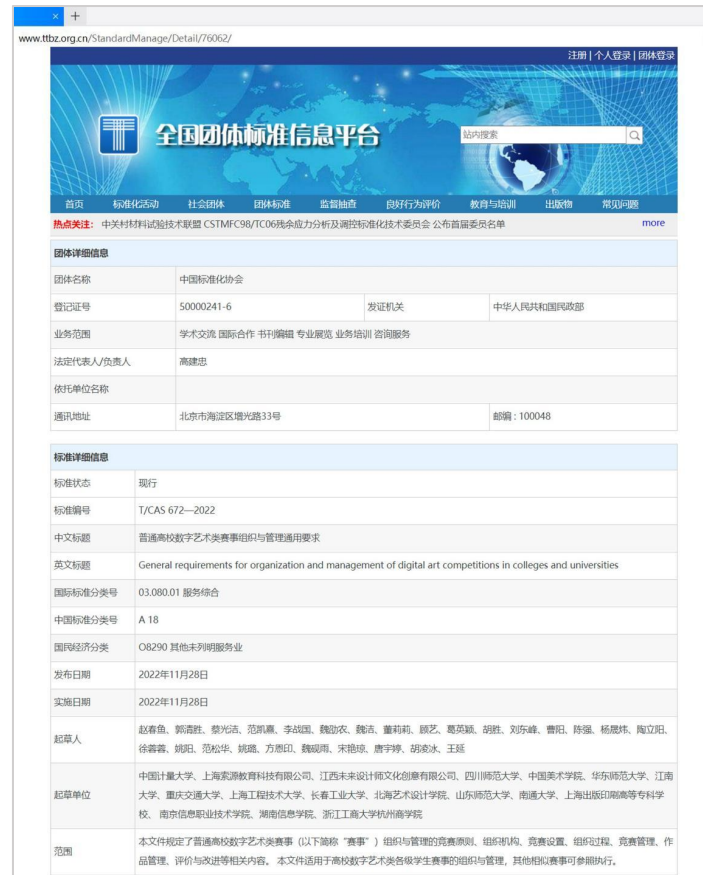 × +
www.ttbz.org.cn/StandardManage/Detail/76062/
注册 | 个人登录 | 团体登录
全国团体标准信息平台
站内搜索
首页 标准化活动 社会团体 团体标准 监督抽查 良好行为评价 教育与培训 出版物 常见问题
热点关注： 中关村材料试验技术联盟 CSTMFC98/TC06残余应力分析及调控标准化技术委员会 公布首届委员名单 more
团体详细信息
团体名称 中国标准化协会
登记证号 50000241-6 发证机关 中华人民共和国民政部
业务范围 学术交流 国际合作 书刊编辑 专业展览 业务培训 咨询服务
法定代表人/负责人 高建忠
依托单位名称
通讯地址 北京市海淀区增光路33号 邮编 : 100048
标准详细信息
标准状态 现行
标准编号 T/CAS 672—2022
中文标题 普通高校数字艺术类赛事组织与管理通用要求
英文标题 General requirements for organization and management of digital art competitions in colleges and universities
国际标准分类号 03.080.01 服务综合
中国标准分类号 A 18
国民经济分类 O8290 其他未列明服务业
发布日期 2022年11月28日
实施日期 2022年11月28日
起草人 赵春鱼、郭清胜、蔡光洁、范凯熹、李战国、魏劭农、魏洁、董莉莉、顾艺、葛英颖、胡胜、刘东峰、曹阳、陈强、杨晟炜、陶立阳、
徐蓉蓉、姚阳、范松华、姚璐、方恩印、魏砚雨、宋艳琼、唐宇婷、胡凌冰、王延
起草单位 中国计量大学、上海索源教育科技有限公司、江西未来设计师文化创意有限公司、四川师范大学、中国美术学院、华东师范大学、江南
大学、重庆交通大学、上海工程技术大学、长春工业大学、北海艺术设计学院、山东师范大学、南通大学、上海出版印刷高等专科学
校、 南京信息职业技术学院、湖南信息学院、浙江工商大学杭州商学院
范围 本文件规定了普通高校数字艺术类赛事（以下简称“赛事”）组织与管理的竞赛原则、组织机构、竞赛设置、组织过程、竞赛管理、作
品管理、评价与改进等相关内容。 本文件适用于高校数字艺术类各级学生赛事的组织与管理，其他相似赛事可参照执行。